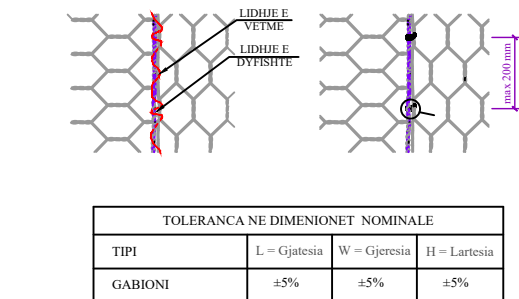 LIDHJE E
VETME
LIDHJE E
DYFISHTE
max 200 mm
TOLERANCA NE DIMENIONET NOMINALE
TIPI L = Gjatesia W = Gjeresia H = Lartesia
GABIONI ±5% ±5% ±5%